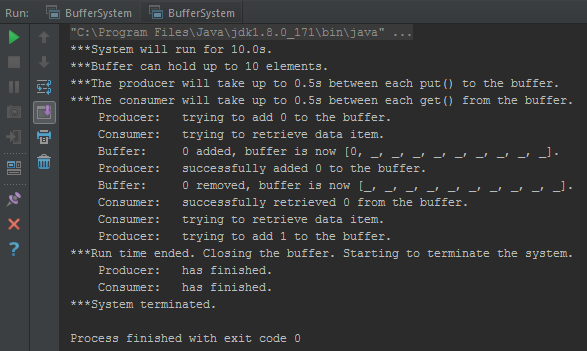 Run: BufferSystem BufferSystem
"C:\Program Files\Java\jdk1.8.0_171\bin\java" ...
***System will run for 10.0s.
***Buffer can hold up to 10 elements.
***The producer will take up to 0.5s between each put() to the buffer.
***The consumer will take up to 0.5s between each get() from the buffer.
Producer: trying to add 0 to the buffer.
Consumer: trying to retrieve data item.
Buffer: 0 added, buffer is now [0, _, _, _, _, _, _, _, _, _].
Producer: successfully added 0 to the buffer.
Buffer: 0 removed, buffer is now [_, _, _, _, _, _, _, _, _, _].
Consumer: successfully retrieved 0 from the buffer.
Consumer: trying to retrieve data item.
Producer: trying to add 1 to the buffer.
***Run time ended. Closing the buffer. Starting to terminate the system.
Producer: has finished.
Consumer: has finished.
***System terminated.
Process finished with exit code 0